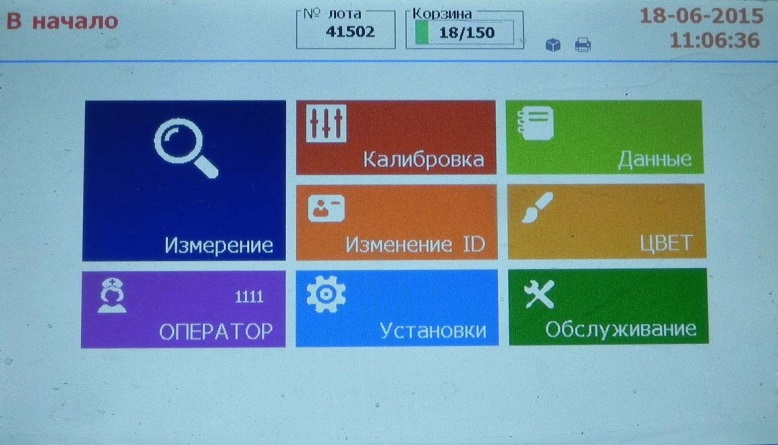 В начало
№ лота
41502
Корзина
18/150
18-06-2015
11:06:36
Измерение
Калибровка
Данные
Изменение ID
ЦВЕТ
1111
ОПЕРАТОР
Установки
Обслуживание